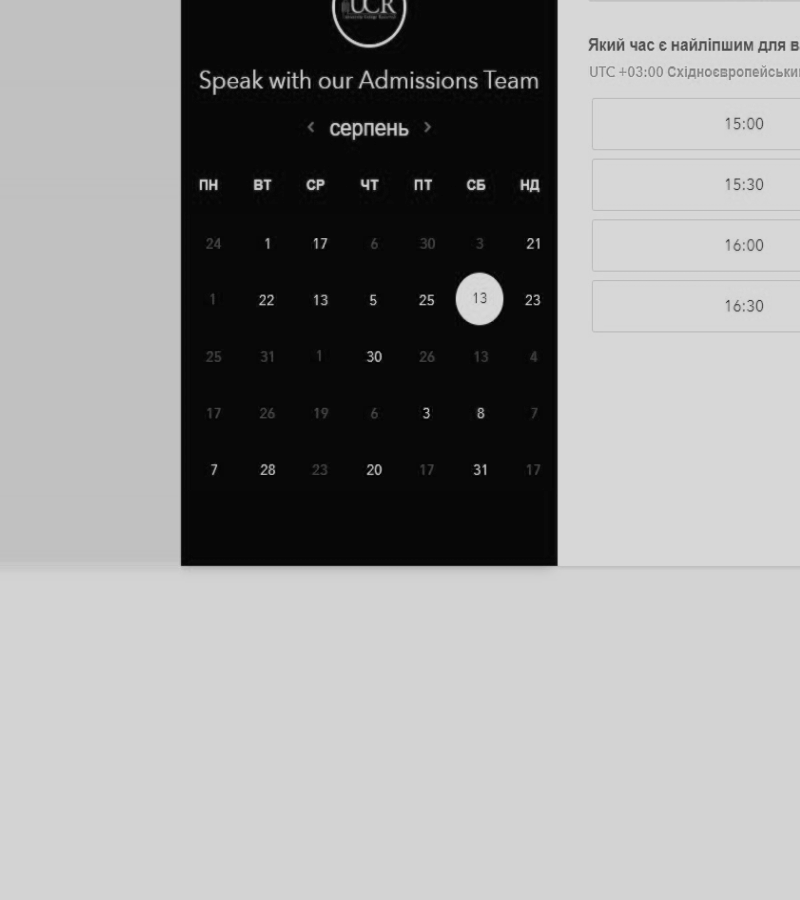 UCR
Speak with our Admissions Team
‹ серпень ›
ПН ВТ СР ЧТ ПТ СБ НД
24 1 17 6 30 3 21
1 22 13 5 25 13 23
25 31 1 30 26 13 4
17 26 19 6 3 8 7
7 28 23 20 17 31 17
Який час є найліпшим для в
UTC +03:00 Східноєвропейськи
15:00
15:30
16:00
16:30